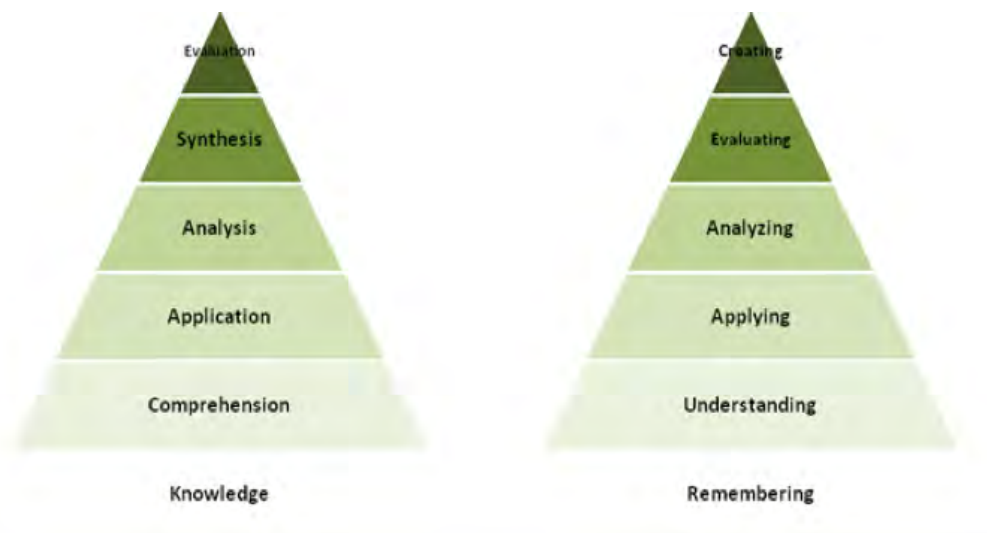 Evaluation
Synthesis
Analysis
Application
Comprehension
Knowledge
Creating
Evaluating
Analyzing
Applying
Understanding
Remembering